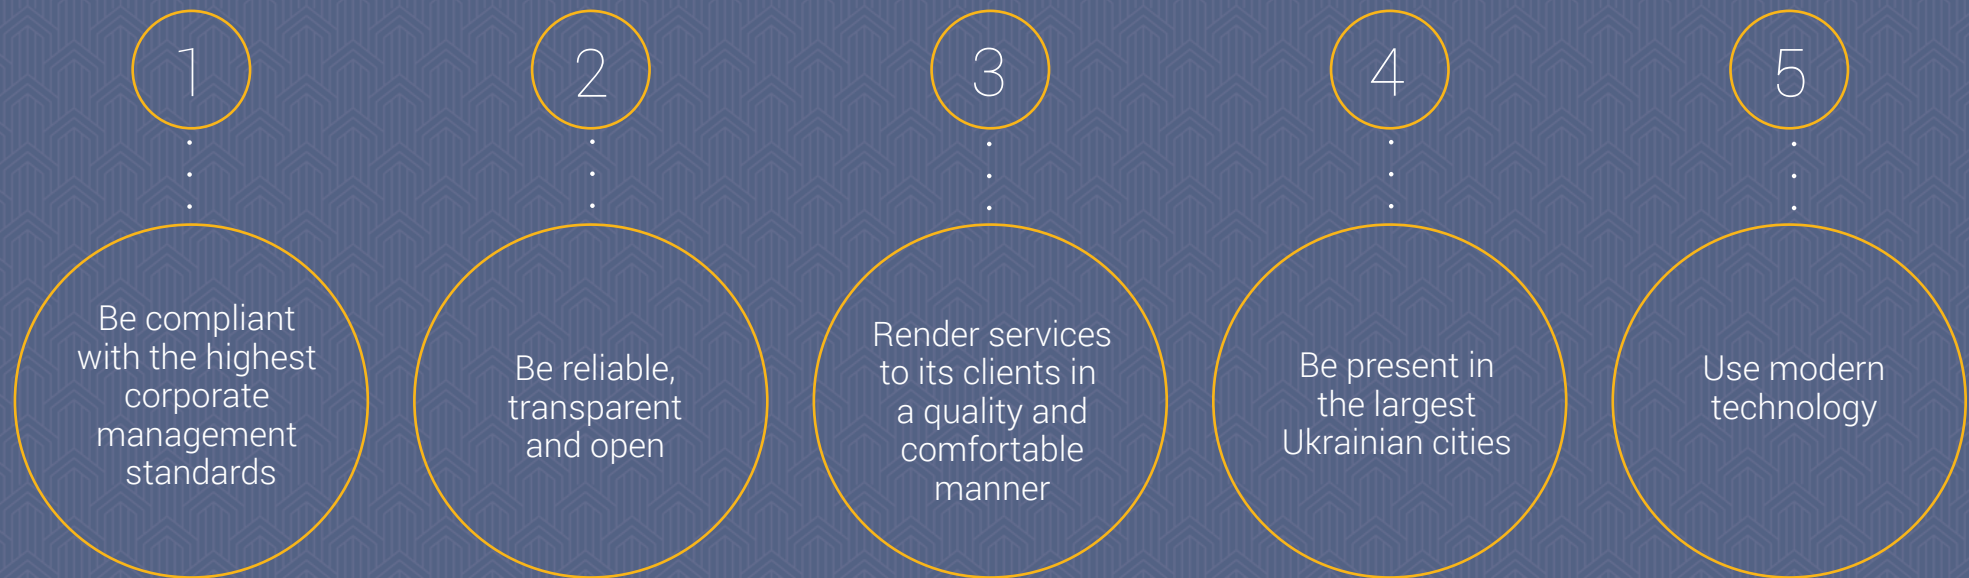 1
Be compliant
with the highest
corporate
management
standards
2
Be reliable,
transparent
and open
3
Render services
to its clients in
a quality and
comfortable
manner
4
Be present in
the largest
Ukrainian cities
5
Use modern
technology